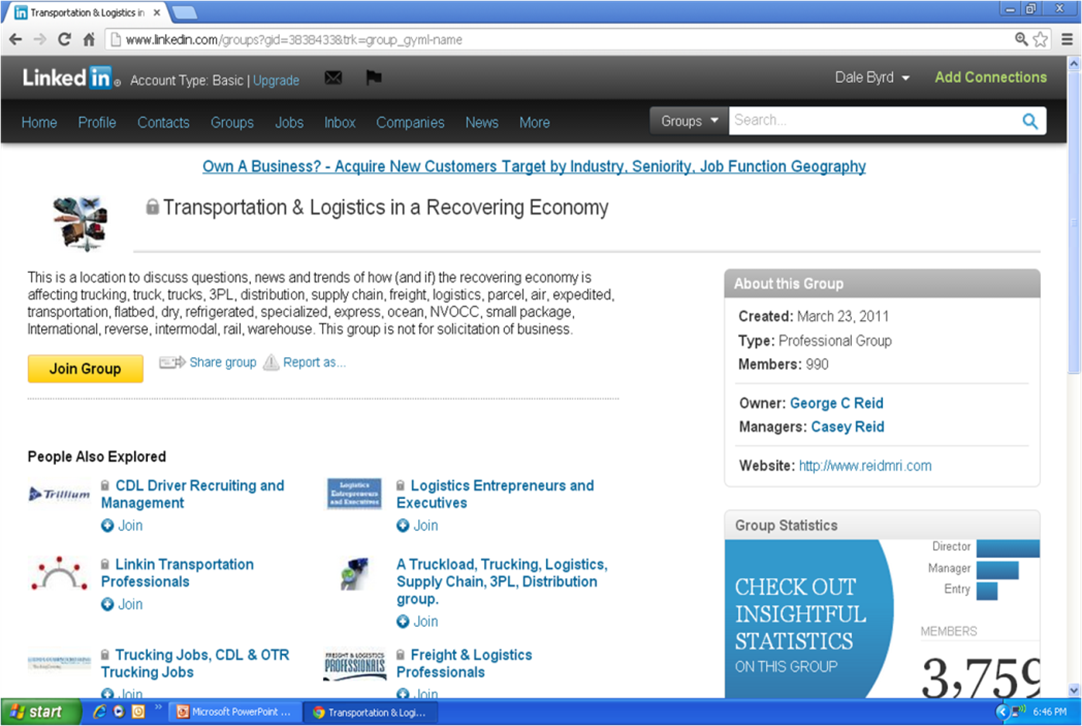 Transportation & Logistics in
www.linkedin.com/groups?gid=3838433&trk=group_gyml-name
Linked in ® Account Type: Basic | Upgrade
Dale Byrd
Add Connections
Home Profile Contacts Groups Jobs Inbox Companies News More
Groups Search...
Own A Business? - Acquire New Customers Target by Industry, Seniority, Job Function Geography
Transportation & Logistics in a Recovering Economy
This is a location to discuss questions, news and trends of how (and if) the recovering economy is
affecting trucking, truck, trucks, 3PL, distribution, supply chain, freight, logistics, parcel, air, expedited,
transportation, flatbed, dry, refrigerated, specialized, express, ocean, NVOCC, small package,
International, reverse, intermodal, rail, warehouse. This group is not for solicitation of business.
Join Group Share group Report as...
About this Group
Created: March 23, 2011
Type: Professional Group
Members: 990
Owner: George C Reid
Managers: Casey Reid
Website: http://www.reidmri.com
People Also Explored
Trillium
CDL Driver Recruiting and
Management
Join
Logistics
Entrepreneurs
and Executives
Logistics Entrepreneurs and
Executives
Join
Linkin Transportation
Professionals
Join
A Truckload, Trucking, Logistics,
Supply Chain, 3PL, Distribution
group.
Join
Trucking Jobs, CDL & OTR
Trucking Jobs
Join
FREIGHT & LOGISTICS
PROFESSIONALS
Freight & Logistics
Professionals
Join
Group Statistics
CHECK OUT
INSIGHTFUL
STATISTICS
ON THIS GROUP
Director
Manager
Entry
MEMBERS
3,759
start
Microsoft PowerPoint ...
Transportation & Logi...
6:46 PM